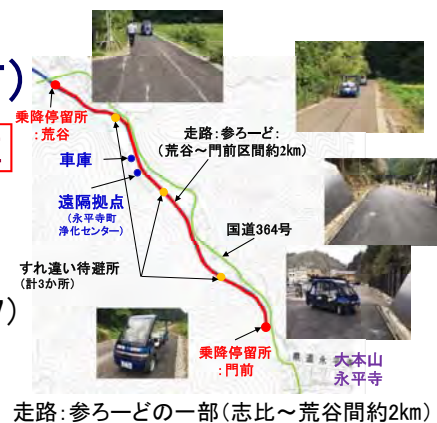 )
乗降停留所
:荒谷
走路:参ろーど:
(荒谷～門前区間約2km)
車庫
遠隔拠点
(永平寺町
浄化センター)
国道364号
すれ違い待避所
(計3か所)
)
乗降停留所
:門前
大本山
永平寺
走路:参ろーどの一部(志比～荒谷間約2km)